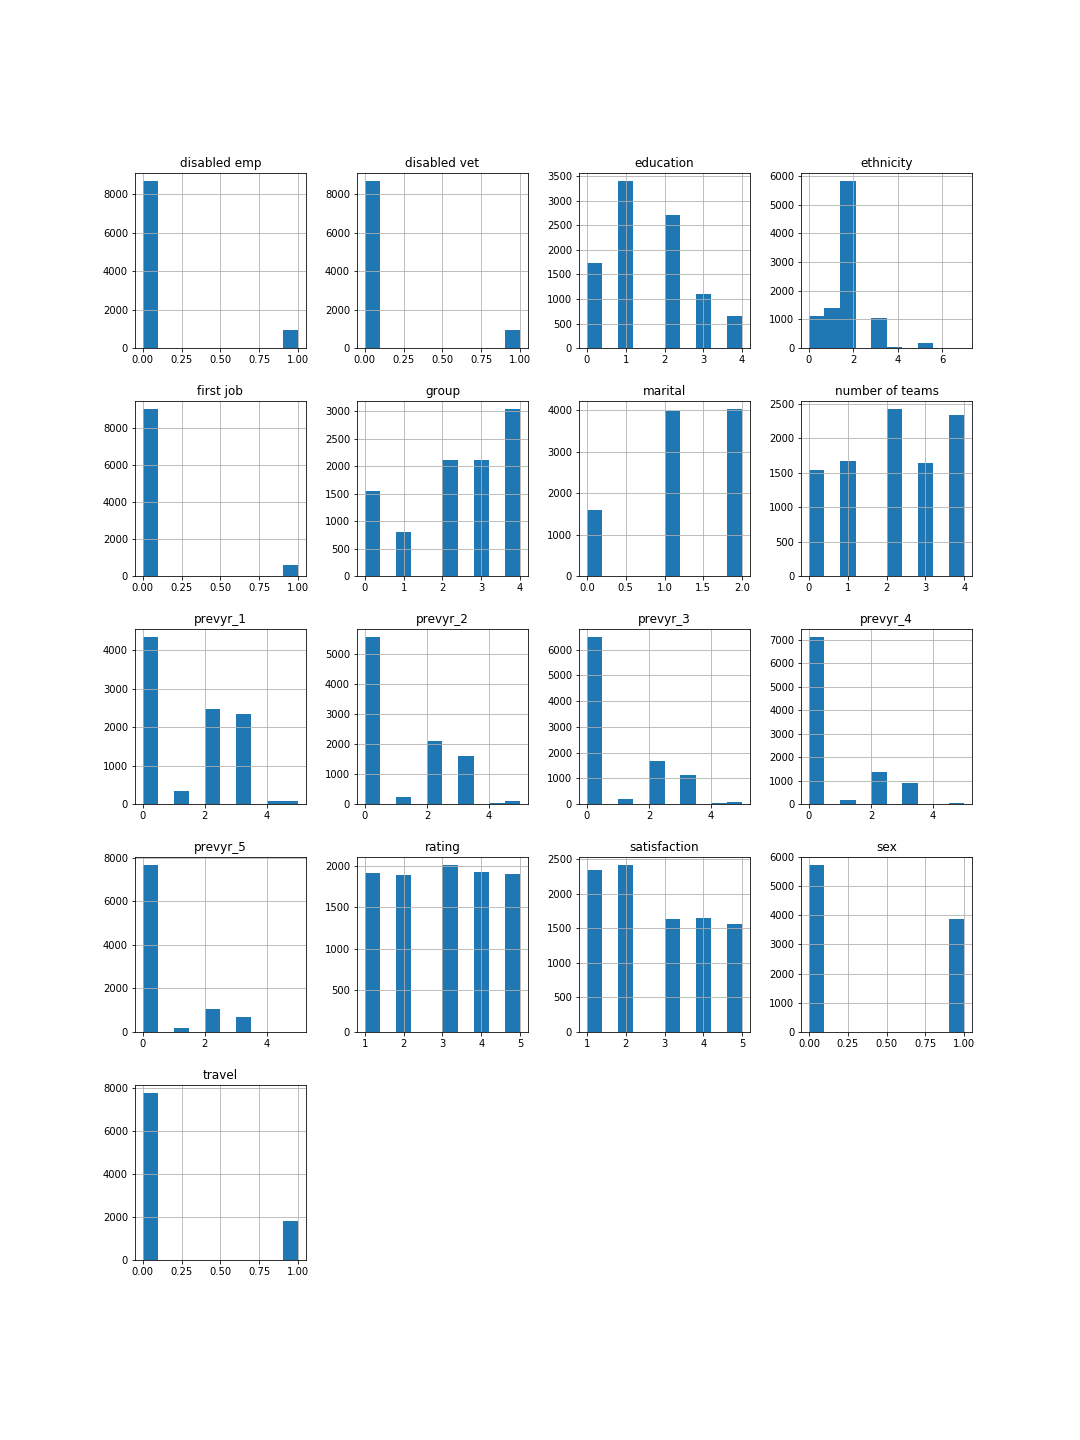 disabled emp disabled vet education ethnicity
8000 6000 4000 2000 0
0.00 0.25 0.50 0.75 1.00
8000 6000 4000 2000 0
0.00 0.25 0.50 0.75 1.00
3500 3000 2500 2000 1500 1000 500 0
0 1 2 3 4
6000 5000 4000 3000 2000 1000 0
0 2 4 6
first job group marital number of teams
8000 6000 4000 2000 0
0.00 0.25 0.50 0.75 1.00
3000 2500 2000 1500 1000 500 0
0 1 2 3 4
4000 3000 2000 1000 0
0.0 0.5 1.0 1.5 2.0
2500 2000 1500 1000 500 0
0 1 2 3 4
prevyr_1 prevyr_2 prevyr_3 prevyr_4
4000 3000 2000 1000 0
0 2 4
5000 4000 3000 2000 1000 0
0 2 4
6000 5000 4000 3000 2000 1000 0
0 2 4
7000 6000 5000 4000 3000 2000 1000 0
0 2 4
prevyr_5 rating satisfaction sex
8000 6000 4000 2000 0
0 2 4
2000 1500 1000 500 0
1 2 3 4 5
2500 2000 1500 1000 500 0
1 2 3 4 5
6000 5000 4000 3000 2000 1000 0
0.00 0.25 0.50 0.75 1.00
travel
8000 6000 4000 2000 0
0.00 0.25 0.50 0.75 1.00